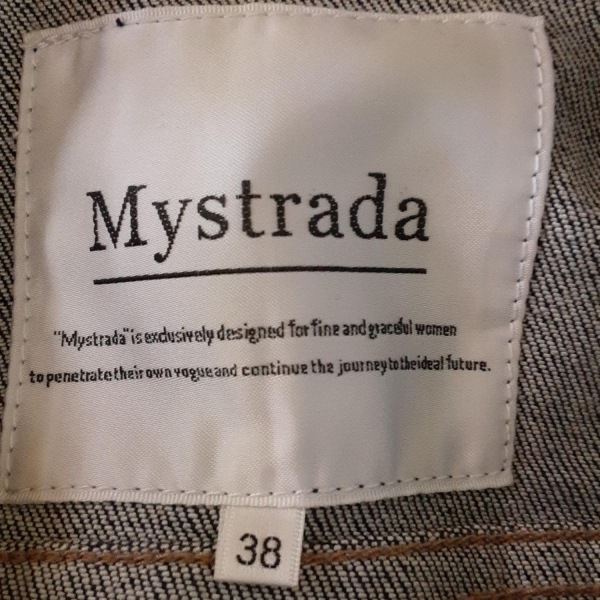 Mystrada
"Mystrada" is exclusively designed for fine and graceful women
to penetrate their own vogue and continue the journey to the ideal future.
38